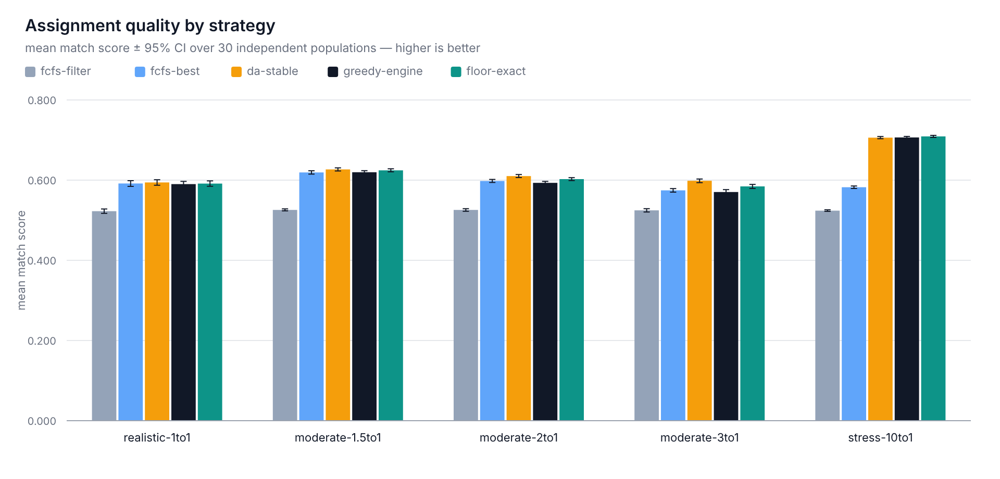 Assignment quality by strategy
mean match score ± 95% CI over 30 independent populations — higher is better
fcfs-filter fcfs-best da-stable greedy-engine floor-exact
0.800
0.600
0.400
0.200
0.000
mean match score
realistic-1to1 moderate-1.5to1 moderate-2to1 moderate-3to1 stress-10to1